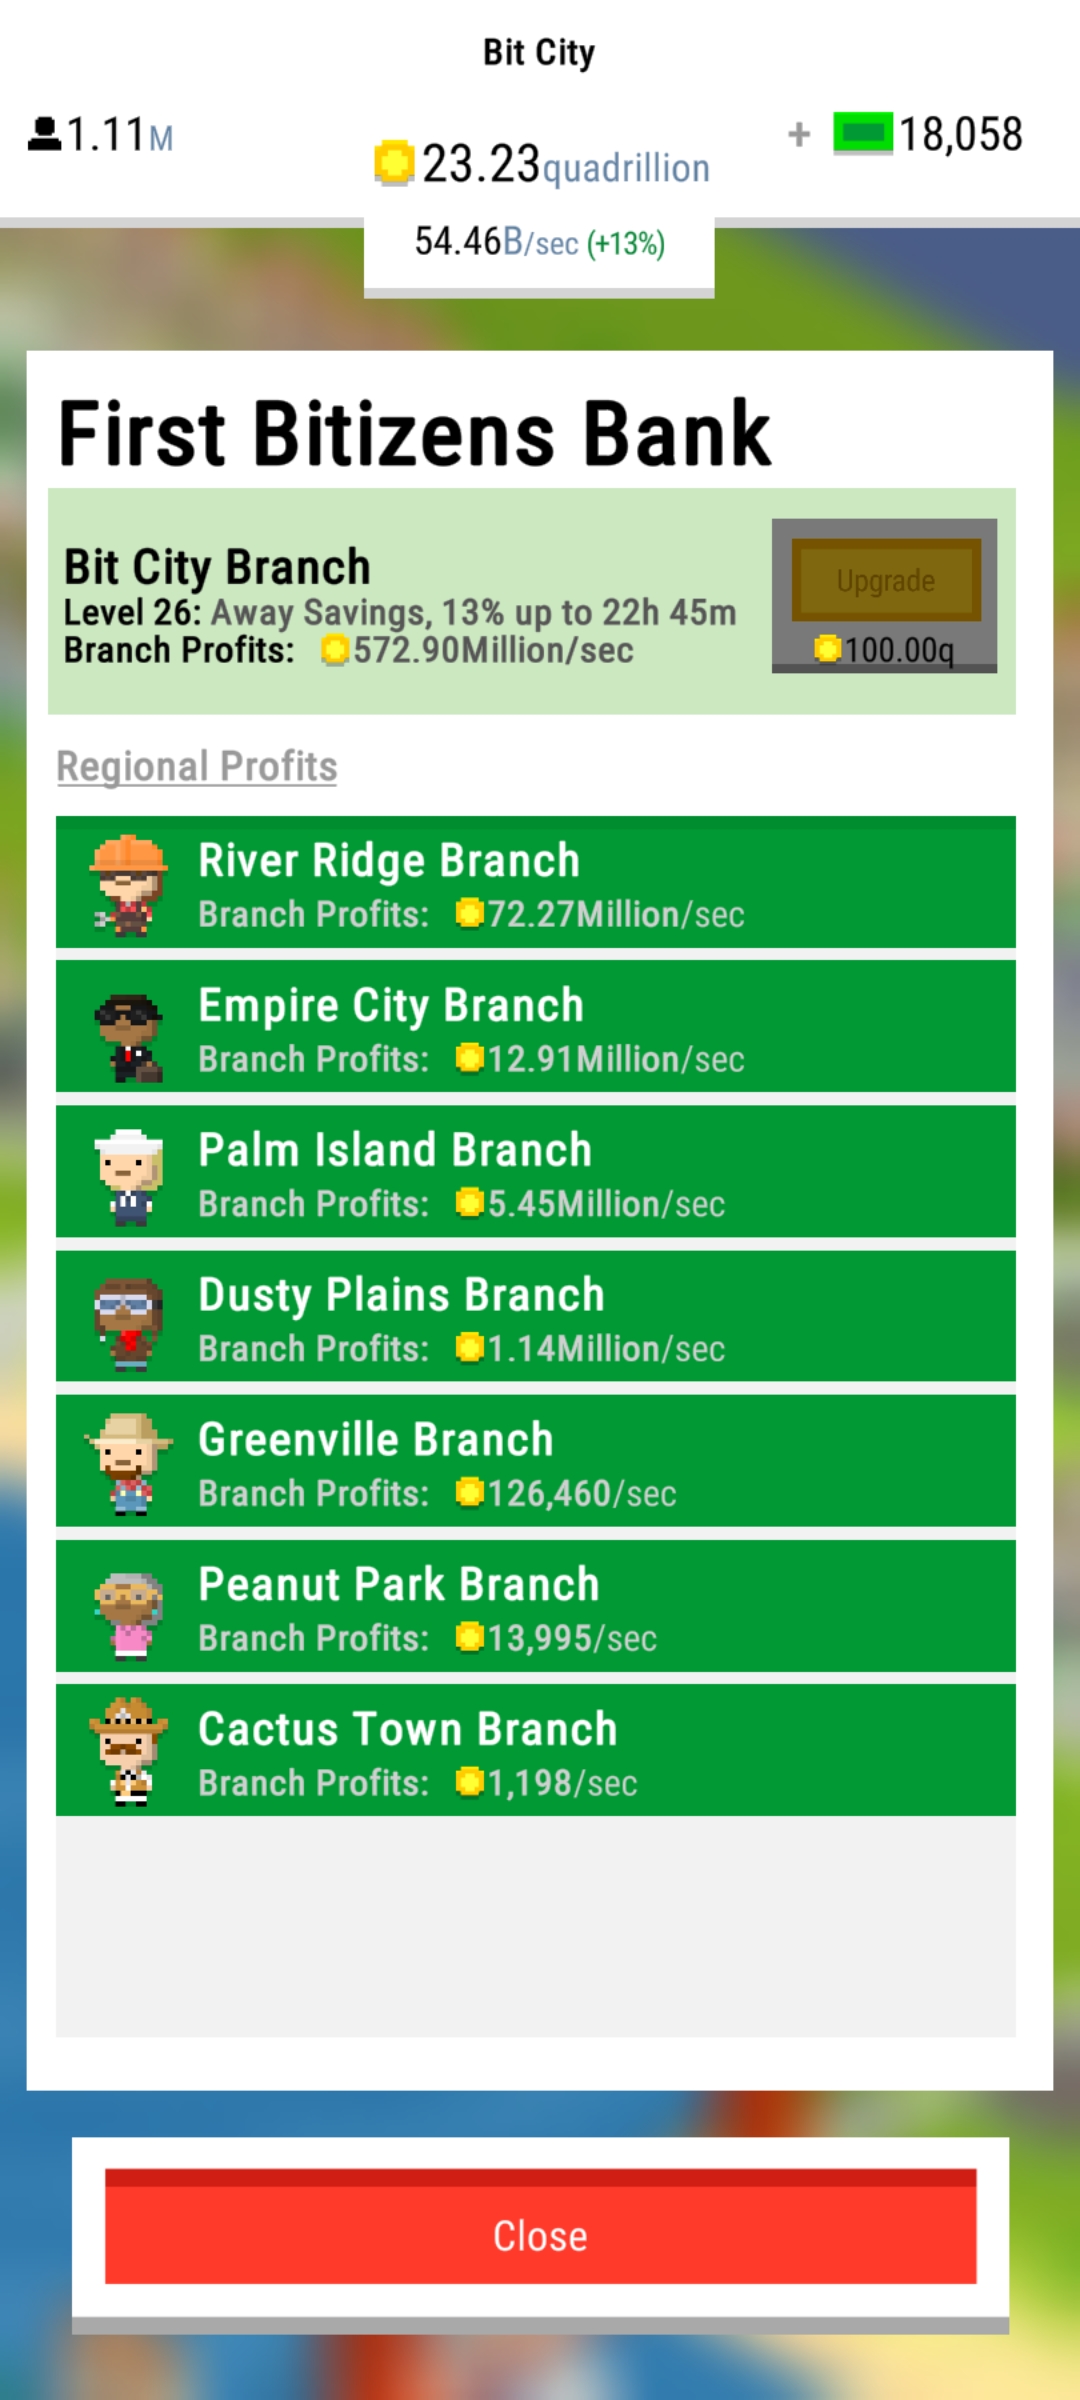 Bit City
1.11M
23.23quadrillion
+ 18,058
54.46B/sec (+13%)
First Bitizens Bank
Bit City Branch
Level 26: Away Savings, 13% up to 22h 45m
Branch Profits: 572.90Million/sec
Upgrade
100.00q
Regional Profits
River Ridge Branch
Branch Profits: 72.27Million/sec
Empire City Branch
Branch Profits: 12.91Million/sec
Palm Island Branch
Branch Profits: 5.45Million/sec
Dusty Plains Branch
Branch Profits: 1.14Million/sec
Greenville Branch
Branch Profits: 126,460/sec
Peanut Park Branch
Branch Profits: 13,995/sec
Cactus Town Branch
Branch Profits: 1,198/sec
Close